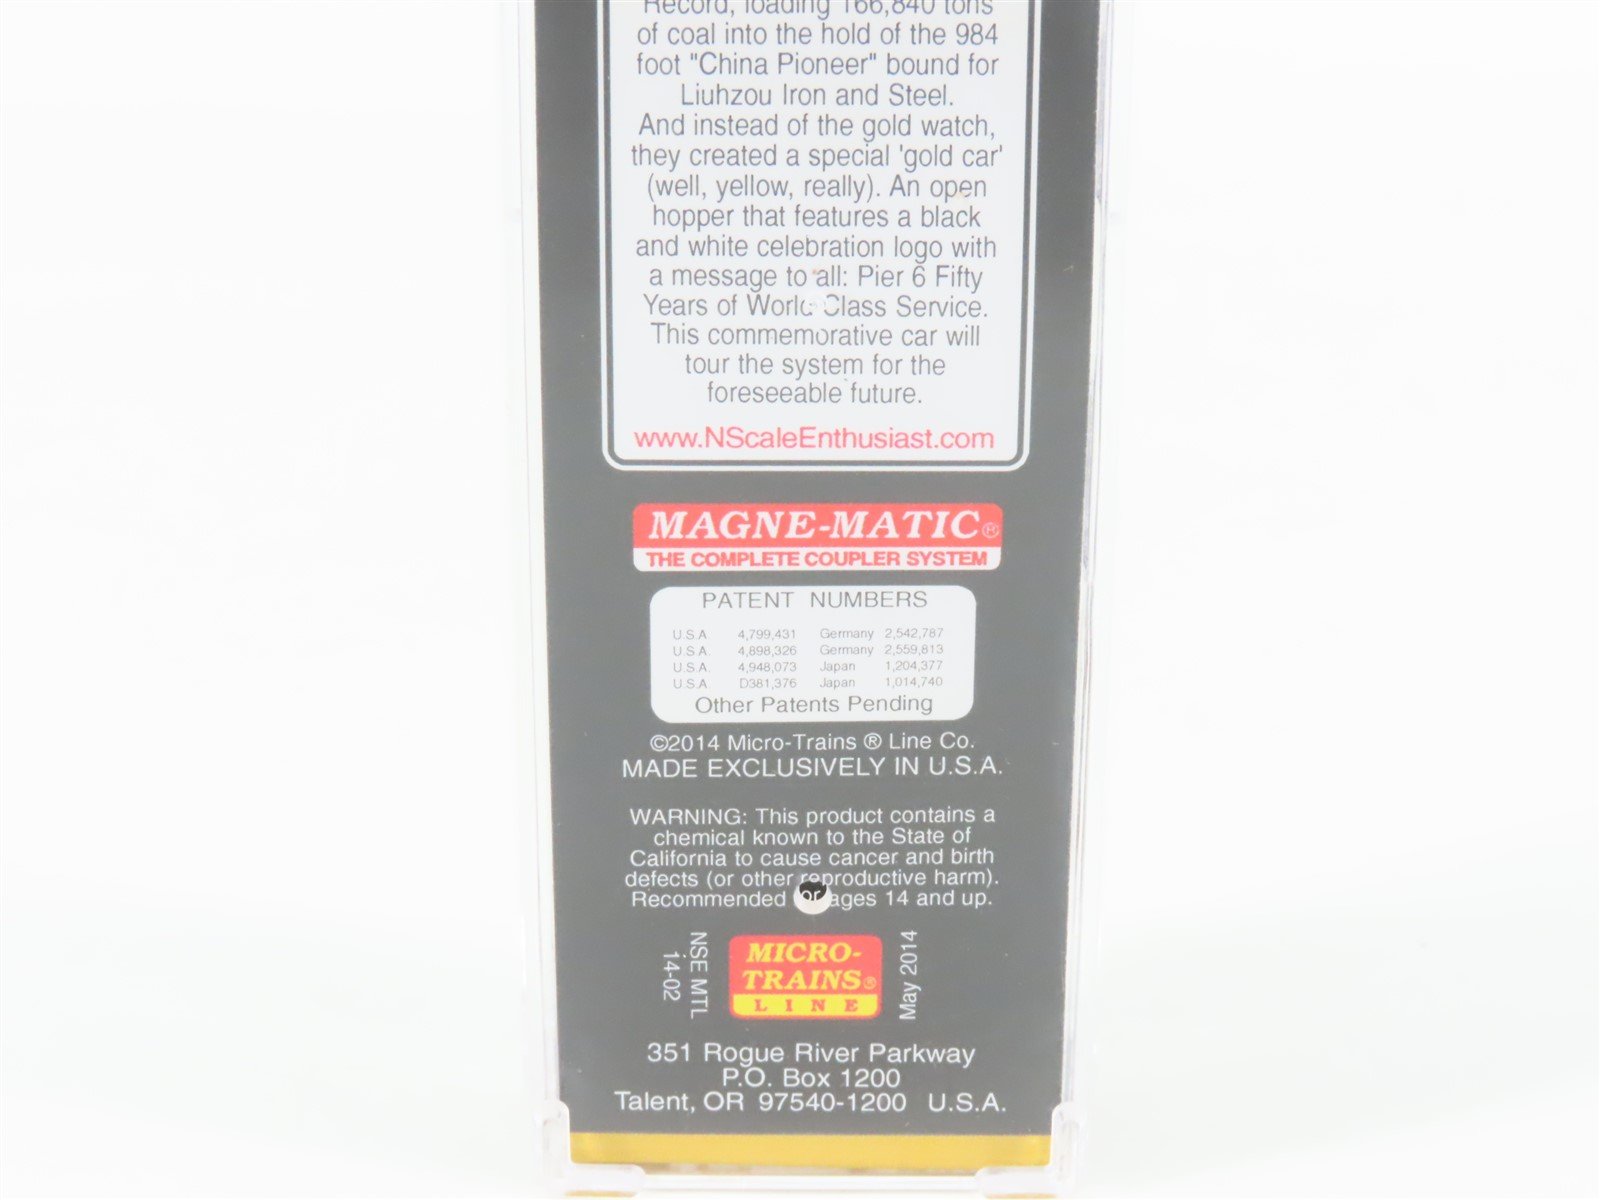 Record, loading 166,840 tons
of coal into the hold of the 984
foot "China Pioneer" bound for
Liuhzou Iron and Steel.
And instead of the gold watch,
they created a special 'gold car'
(well, yellow, really). An open
hopper that features a black
and white celebration logo with
a message to all: Pier 6 Fifty
Years of World Class Service.
This commemorative car will
tour the system for the
foreseeable future.
www.NScaleEnthusiast.com
MAGNE-MATIC®
THE COMPLETE COUPLER SYSTEM
PATENT NUMBERS
U.S.A 4,799,431 Germany 2,542,787
U.S.A. 4,898,326 Germany 2,559,813
U.S.A. 4,948,073 Japan 1,204,377
U.S.A D381,376 Japan 1,014,740
Other Patents Pending
©2014 Micro-Trains ® Line Co.
MADE EXCLUSIVELY IN U.S.A.
WARNING: This product contains a
chemical known to the State of
California to cause cancer and birth
defects (or other reproductive harm).
Recommended for ages 14 and up.
NSE MTL
14-02
MICRO-
TRAINS®
LINE
May 2014
351 Rogue River Parkway
P.O. Box 1200
Talent, OR 97540-1200 U.S.A.